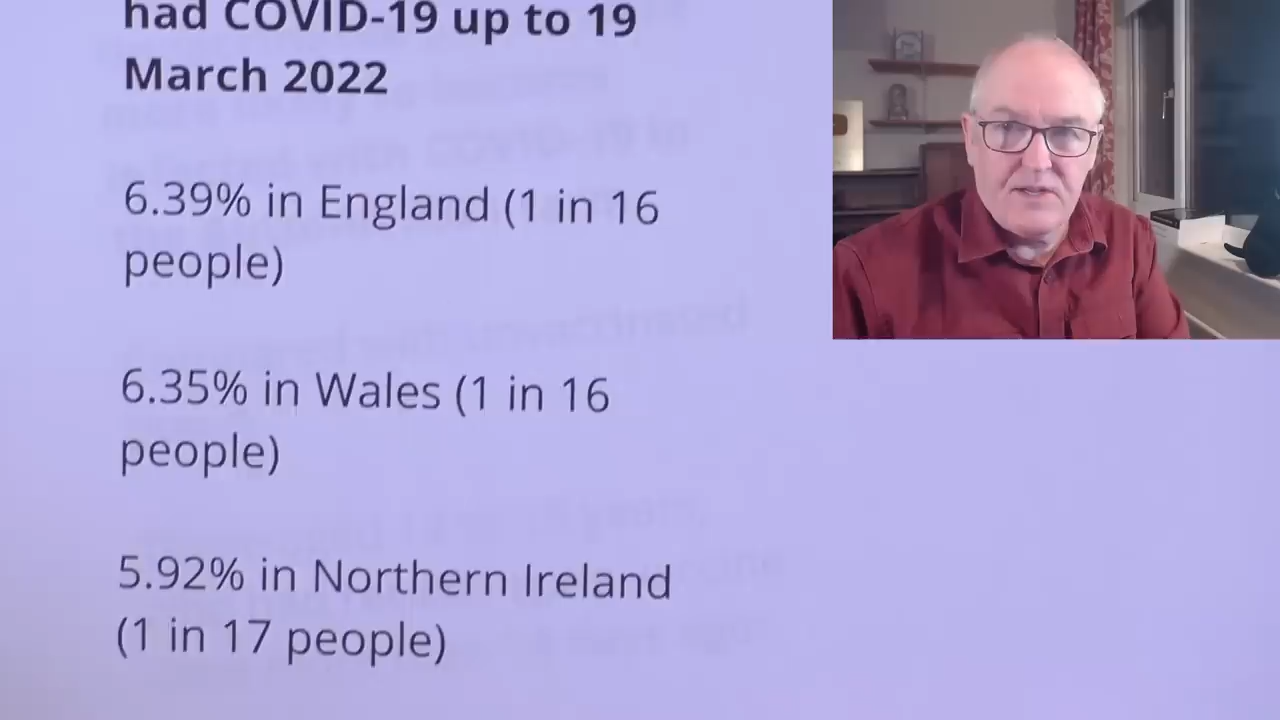 had COVID-19 up to 19
March 2022
6.39% in England (1 in 16
people)
6.35% in Wales (1 in 16
people)
5.92% in Northern Ireland
(1 in 17 people)